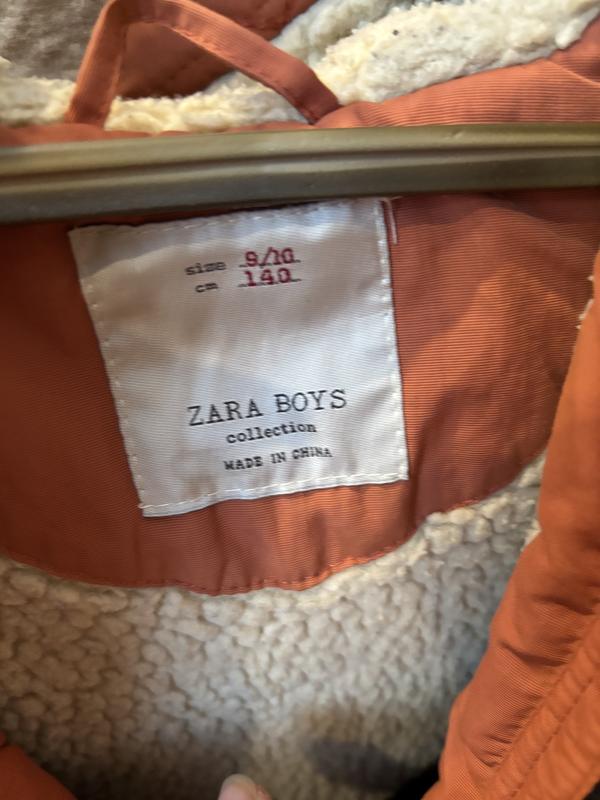 size 9/10
cm 140
ZARA BOYS
collection
MADE IN CHINA